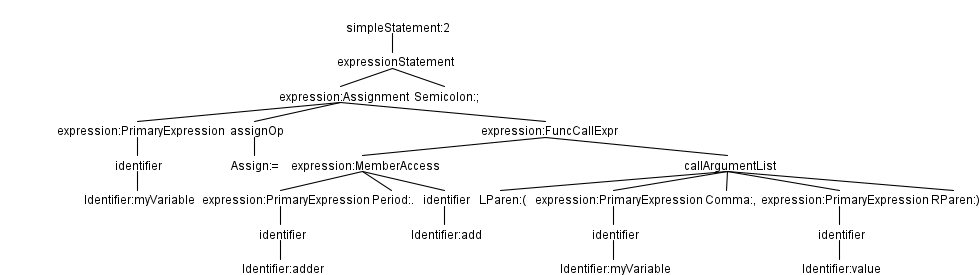 simpleStatement:2
expressionStatement
expression:Assignment Semicolon:;
expression:PrimaryExpression assignOp expression:FuncCallExpr
identifier Assign:= expression:MemberAccess callArgumentList
Identifier:myVariable expression:PrimaryExpression Period:. identifier LParen:( expression:PrimaryExpression Comma:, expression:PrimaryExpression RParen:)
identifier Identifier:add identifier identifier
Identifier:adder Identifier:myVariable Identifier:value